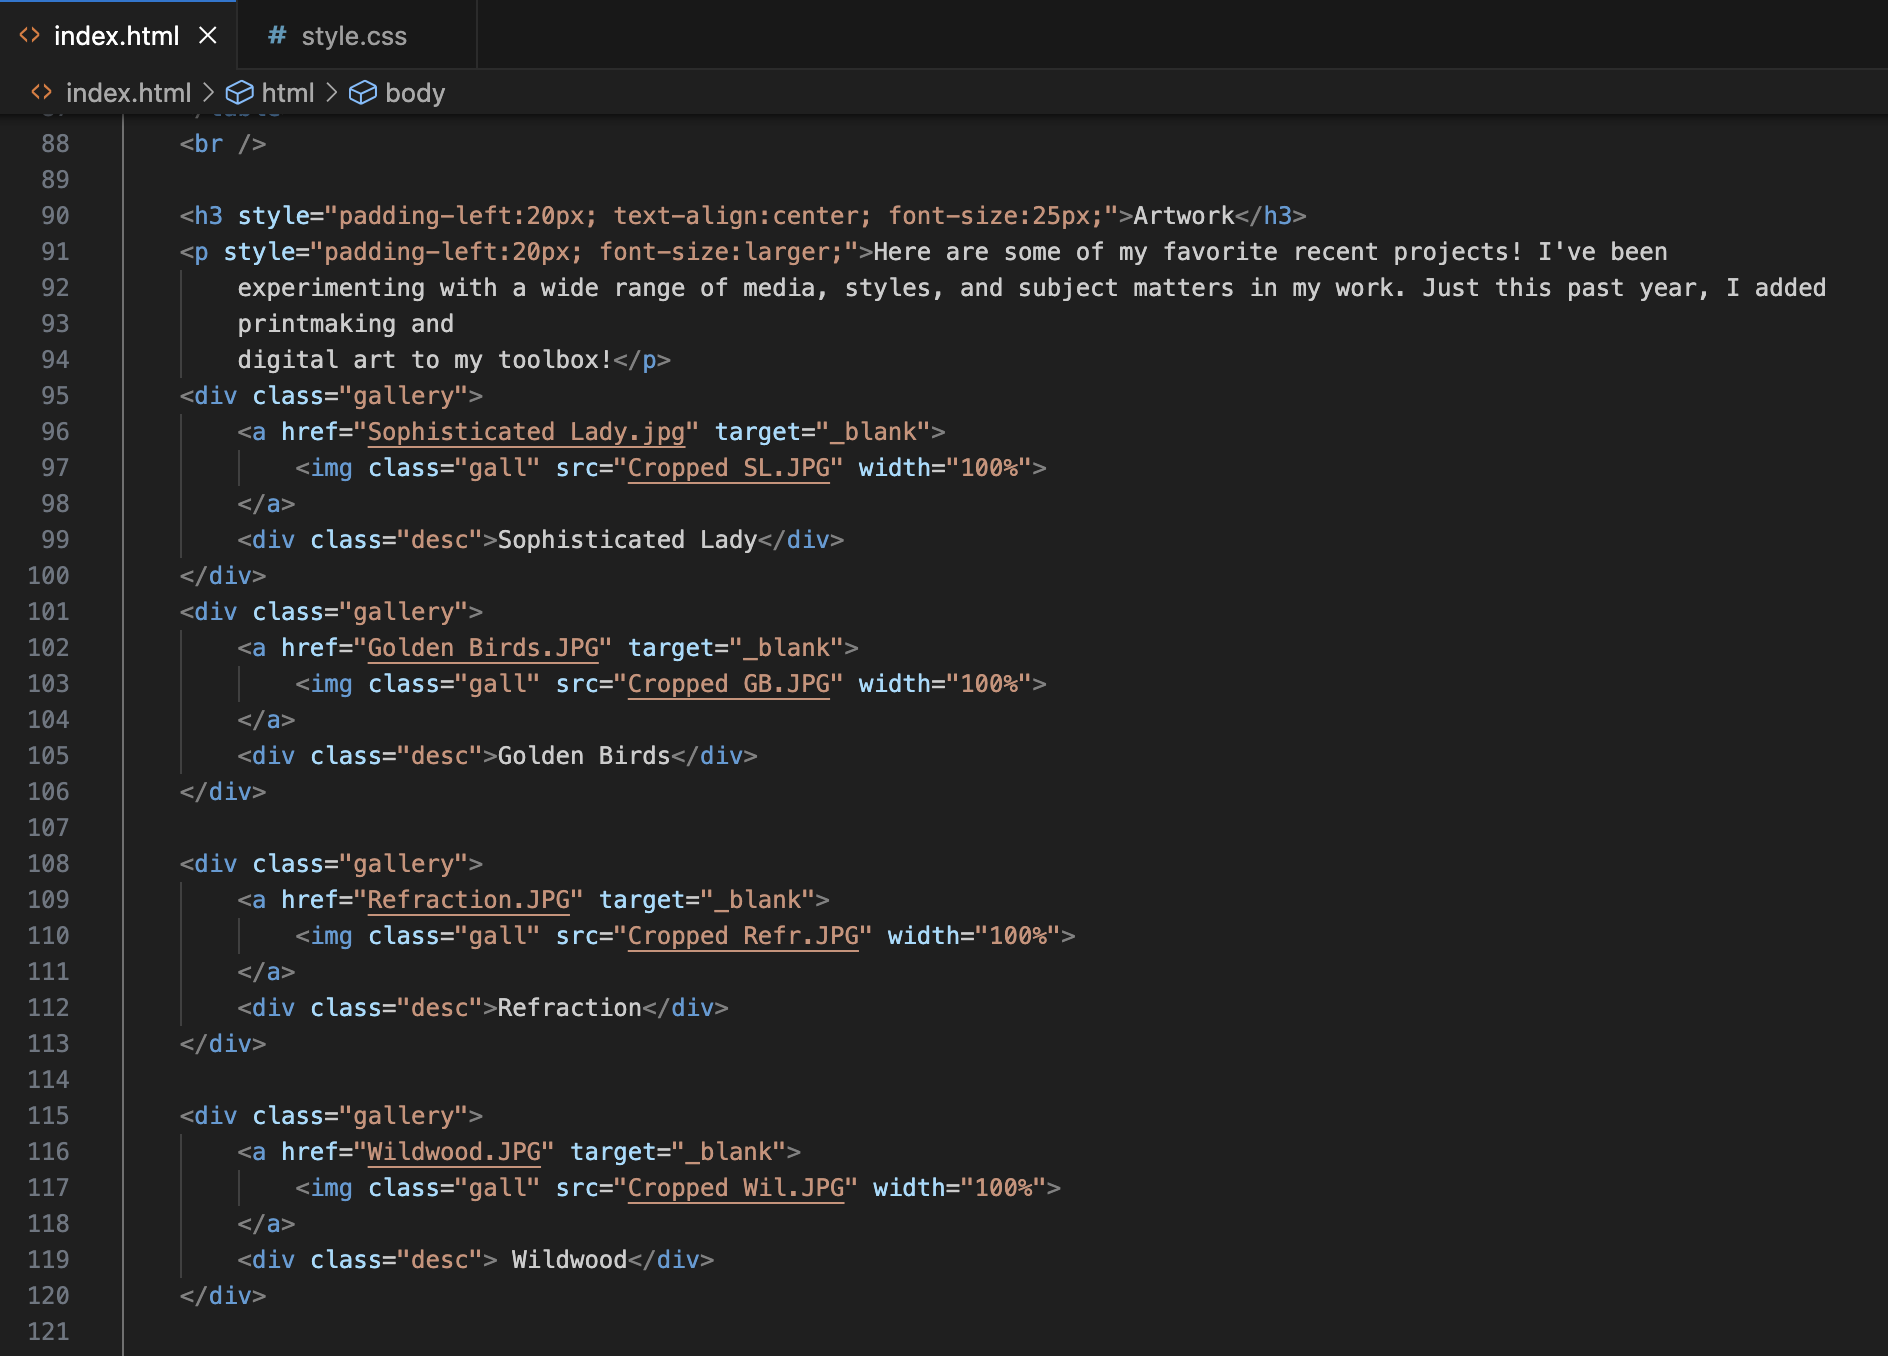 index.html
style.css
index.html > html > body
88 <br />
89
90 <h3 style="padding-left:20px; text-align:center; font-size:25px;">Artwork</h3>
91 <p style="padding-left:20px; font-size:larger;">Here are some of my favorite recent projects! I've been
92 experimenting with a wide range of media, styles, and subject matters in my work. Just this past year, I added
93 printmaking and
94 digital art to my toolbox!</p>
95 <div class="gallery">
96 <a href="Sophisticated Lady.jpg" target="_blank">
97 <img class="gall" src="Cropped SL.JPG" width="100%">
98 </a>
99 <div class="desc">Sophisticated Lady</div>
100 </div>
101 <div class="gallery">
102 <a href="Golden Birds.JPG" target="_blank">
103 <img class="gall" src="Cropped GB.JPG" width="100%">
104 </a>
105 <div class="desc">Golden Birds</div>
106 </div>
107
108 <div class="gallery">
109 <a href="Refraction.JPG" target="_blank">
110 <img class="gall" src="Cropped Refr.JPG" width="100%">
111 </a>
112 <div class="desc">Refraction</div>
113 </div>
114
115 <div class="gallery">
116 <a href="Wildwood.JPG" target="_blank">
117 <img class="gall" src="Cropped Wil.JPG" width="100%">
118 </a>
119 <div class="desc"> Wildwood</div>
120 </div>
121